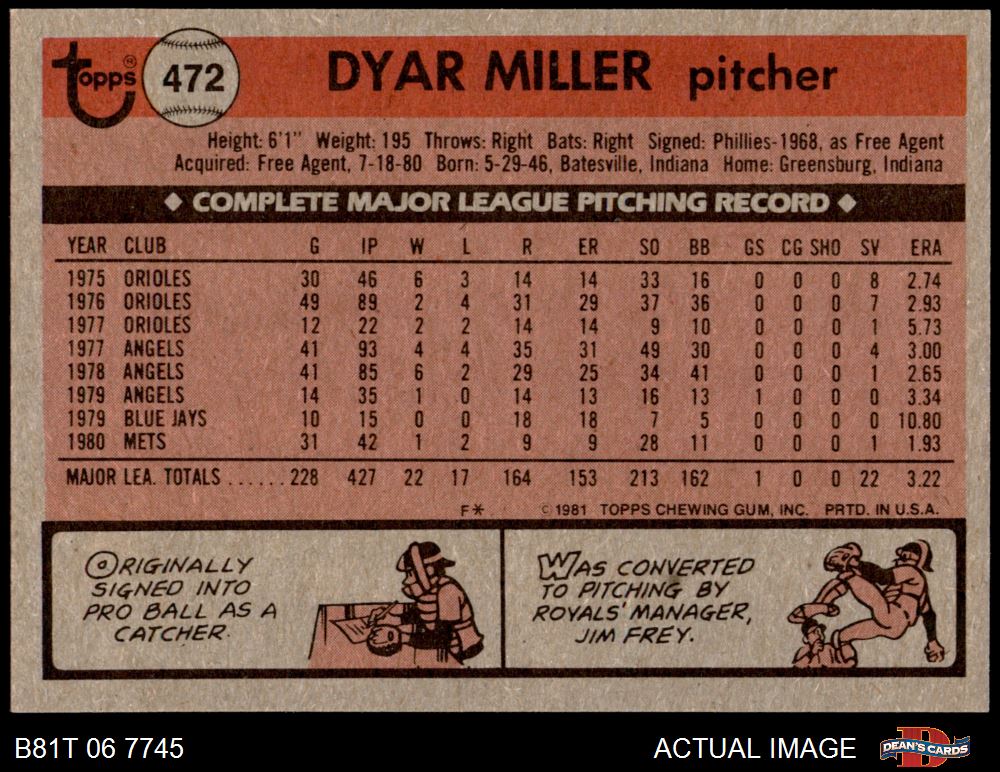 Topps® 472 DYAR MILLER pitcher
Height: 6'1" Weight: 195 Throws: Right Bats: Right Signed: Phillies-1968, as Free Agent
Acquired: Free Agent, 7-18-80 Born: 5-29-46, Batesville, Indiana Home: Greensburg, Indiana
◆ COMPLETE MAJOR LEAGUE PITCHING RECORD ◆
YEAR CLUB G IP W L R ER SO BB GS CG SHO SV ERA
1975 ORIOLES 30 46 6 3 14 14 33 16 0 0 0 8 2.74
1976 ORIOLES 49 89 2 4 31 29 37 36 0 0 0 7 2.93
1977 ORIOLES 12 22 2 2 14 14 9 10 0 0 0 1 5.73
1977 ANGELS 41 93 4 4 35 31 49 30 0 0 0 4 3.00
1978 ANGELS 41 85 6 2 29 25 34 41 0 0 0 1 2.65
1979 ANGELS 14 35 1 0 14 13 16 13 1 0 0 0 3.34
1979 BLUE JAYS 10 15 0 0 18 18 7 5 0 0 0 0 10.80
1980 METS 31 42 1 2 9 9 28 11 0 0 0 1 1.93
MAJOR LEA. TOTALS ...... 228 427 22 17 164 153 213 162 1 0 0 22 3.22
F* © 1981 TOPPS CHEWING GUM, INC. PRTD. IN U.S.A.
ORIGINALLY
SIGNED INTO
PRO BALL AS A
CATCHER.
WAS CONVERTED
TO PITCHING BY
ROYALS' MANAGER,
JIM FREY.
B81T 06 7745 ACTUAL IMAGE DEAN'S CARDS